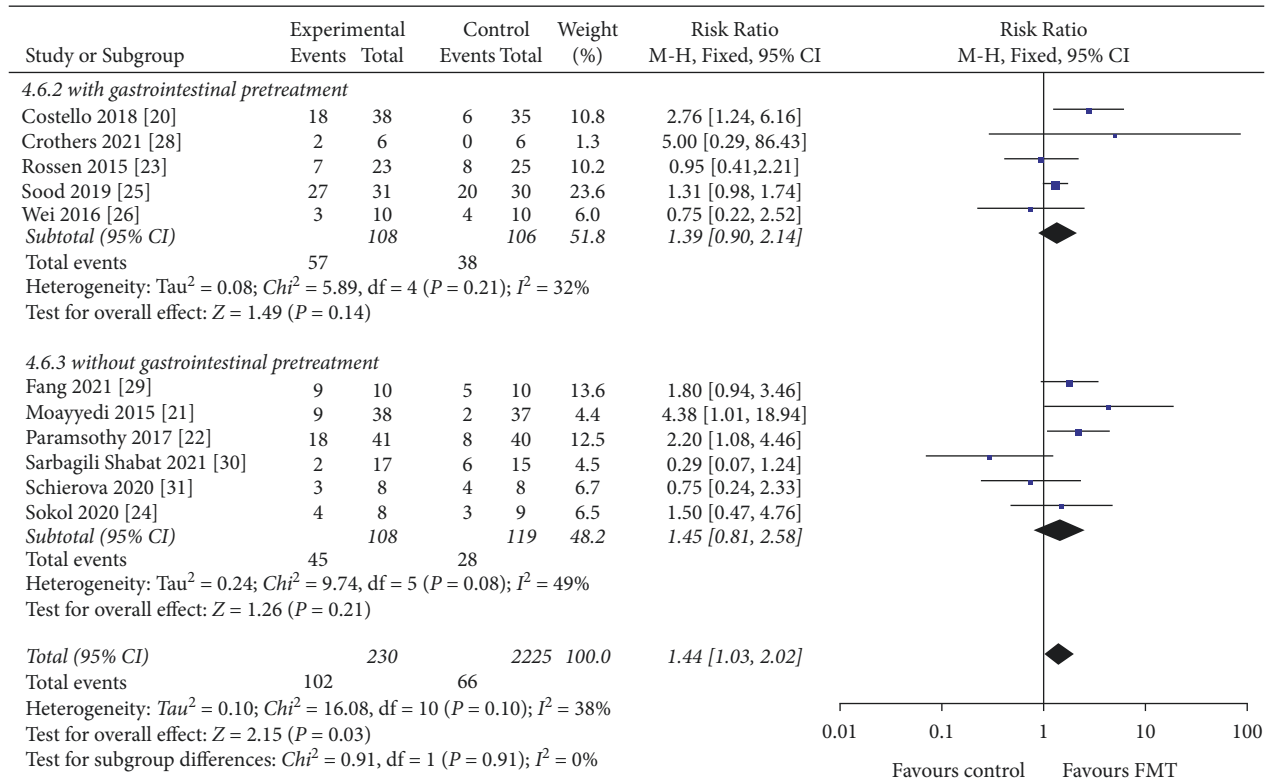 Experimental Control Weight Risk Ratio Risk Ratio
Study or Subgroup Events Total Events Total (%) M-H, Fixed, 95% CI M-H, Fixed, 95% CI
4.6.2 with gastrointestinal pretreatment
Costello 2018 [20] 18 38 6 35 10.8 2.76 [1.24, 6.16]
Crothers 2021 [28] 2 6 0 6 1.3 5.00 [0.29, 86.43]
Rossen 2015 [23] 7 23 8 25 10.2 0.95 [0.41,2.21]
Sood 2019 [25] 27 31 20 30 23.6 1.31 [0.98, 1.74]
Wei 2016 [26] 3 10 4 10 6.0 0.75 [0.22, 2.52]
Subtotal (95% CI) 108 106 51.8 1.39 [0.90, 2.14]
Total events 57 38
Heterogeneity: Tau² = 0.08; Chi² = 5.89, df = 4 (P = 0.21); I² = 32%
Test for overall effect: Z = 1.49 (P = 0.14)
4.6.3 without gastrointestinal pretreatment
Fang 2021 [29] 9 10 5 10 13.6 1.80 [0.94, 3.46]
Moayyedi 2015 [21] 9 38 2 37 4.4 4.38 [1.01, 18.94]
Paramsothy 2017 [22] 18 41 8 40 12.5 2.20 [1.08, 4.46]
Sarbagili Shabat 2021 [30] 2 17 6 15 4.5 0.29 [0.07, 1.24]
Schierova 2020 [31] 3 8 4 8 6.7 0.75 [0.24, 2.33]
Sokol 2020 [24] 4 8 3 9 6.5 1.50 [0.47, 4.76]
Subtotal (95% CI) 108 119 48.2 1.45 [0.81, 2.58]
Total events 45 28
Heterogeneity: Tau² = 0.24; Chi² = 9.74, df = 5 (P = 0.08); I² = 49%
Test for overall effect: Z = 1.26 (P = 0.21)
Total (95% CI) 230 2225 100.0 1.44 [1.03, 2.02]
Total events 102 66
Heterogeneity: Tau² = 0.10; Chi² = 16.08, df = 10 (P = 0.10); I² = 38%
Test for overall effect: Z = 2.15 (P = 0.03)
Test for subgroup differences: Chi² = 0.91, df = 1 (P = 0.91); I² = 0%
0.01 0.1 1 10 100
Favours control Favours FMT